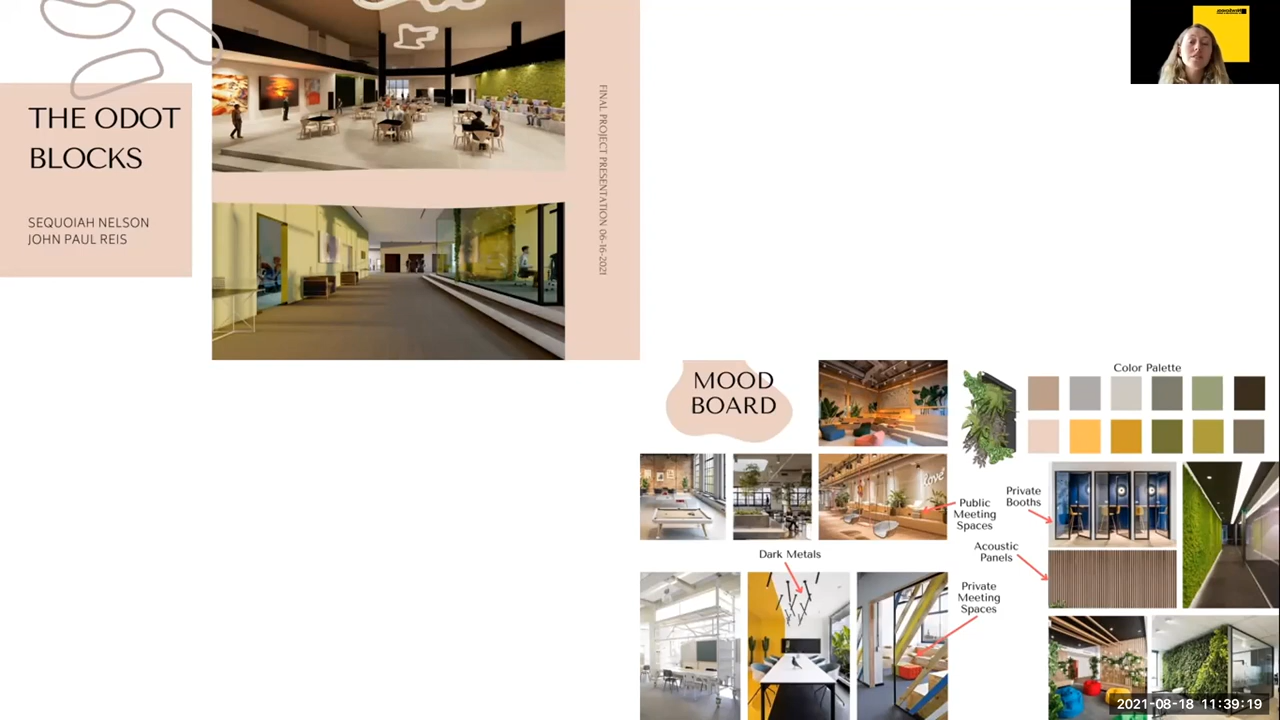 THE ODOT
BLOCKS
SEQUOIAH NELSON
JOHN PAUL REIS
FINAL PROJECT PRESENTATION 06-16-2021
MOOD
BOARD
Color Palette
Public
Meeting
Spaces
Private
Booths
Acoustic
Panels
Dark Metals
Private
Meeting
Spaces
love
2021-08-18 11:39:19